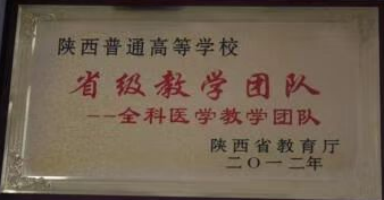 陕西普通高等学校
省级教学团队
--全科医学教学团队
陕西省教育厅
二〇一二年